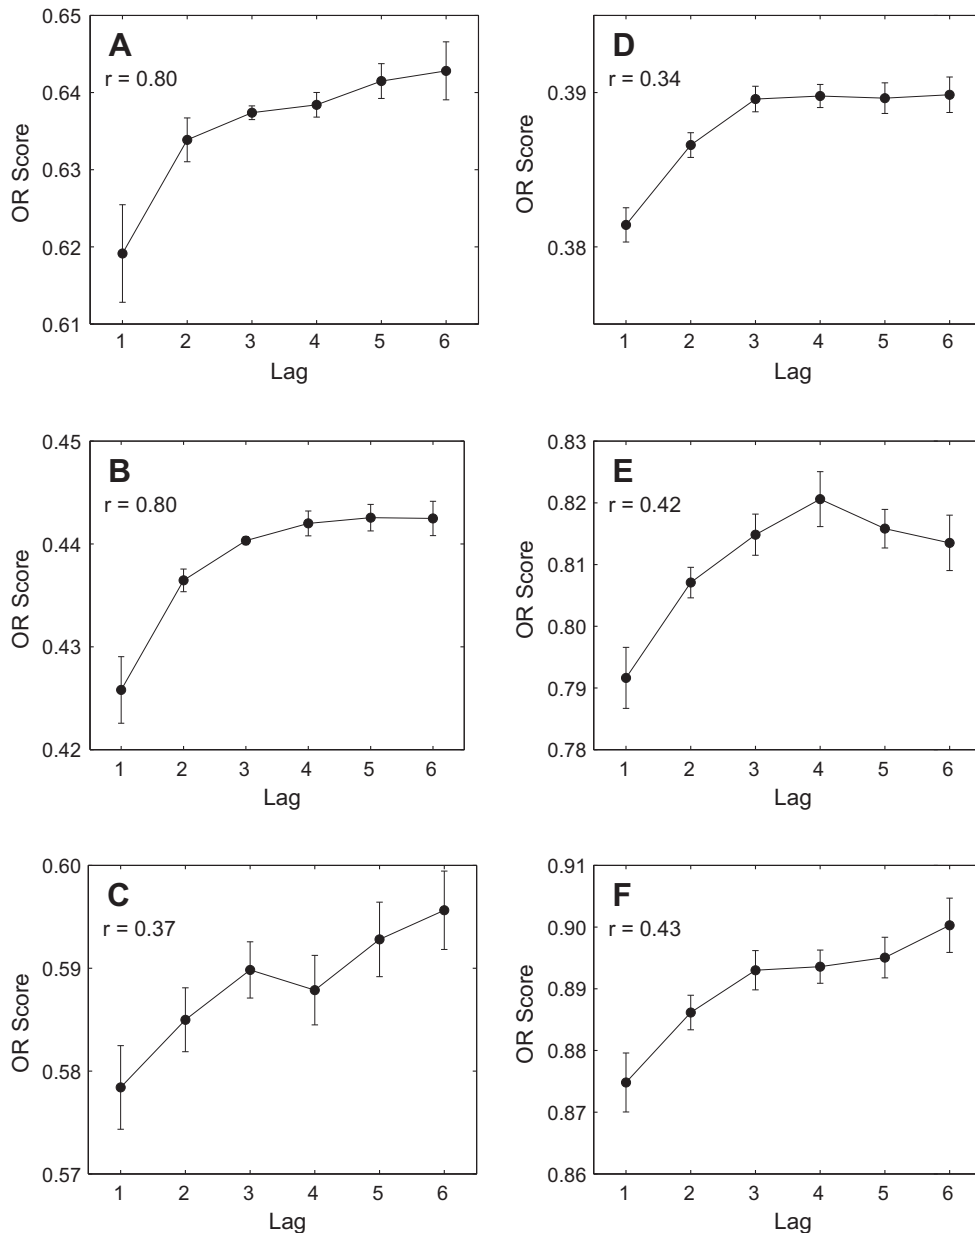 A
r = 0.80
OR Score
0.65
0.64
0.63
0.62
0.61
1 2 3 4 5 6
Lag
D
r = 0.34
OR Score
0.39
0.38
1 2 3 4 5 6
Lag
B
r = 0.80
OR Score
0.45
0.44
0.43
0.42
1 2 3 4 5 6
Lag
E
r = 0.42
OR Score
0.83
0.82
0.81
0.80
0.79
0.78
1 2 3 4 5 6
Lag
C
r = 0.37
OR Score
0.60
0.59
0.58
0.57
1 2 3 4 5 6
Lag
F
r = 0.43
OR Score
0.91
0.90
0.89
0.88
0.87
0.86
1 2 3 4 5 6
Lag